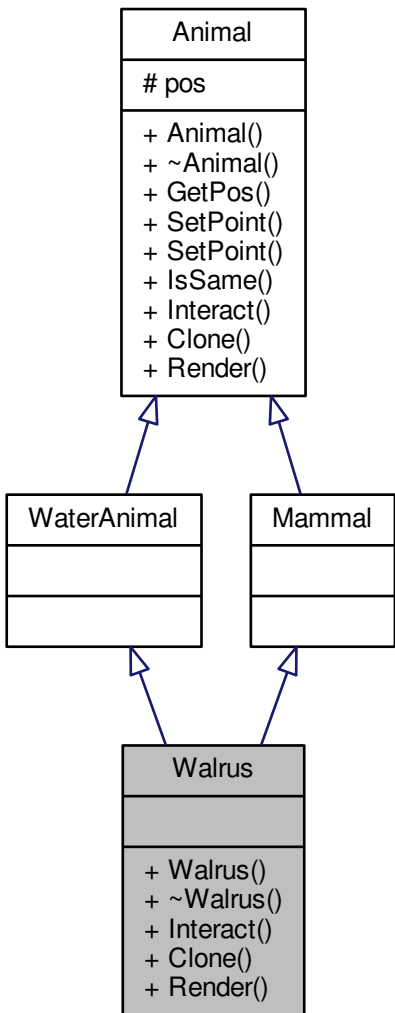 Animal
# pos
+ Animal()
+ ~Animal()
+ GetPos()
+ SetPoint()
+ SetPoint()
+ IsSame()
+ Interact()
+ Clone()
+ Render()
WaterAnimal
Mammal
Walrus
+ Walrus()
+ ~Walrus()
+ Interact()
+ Clone()
+ Render()